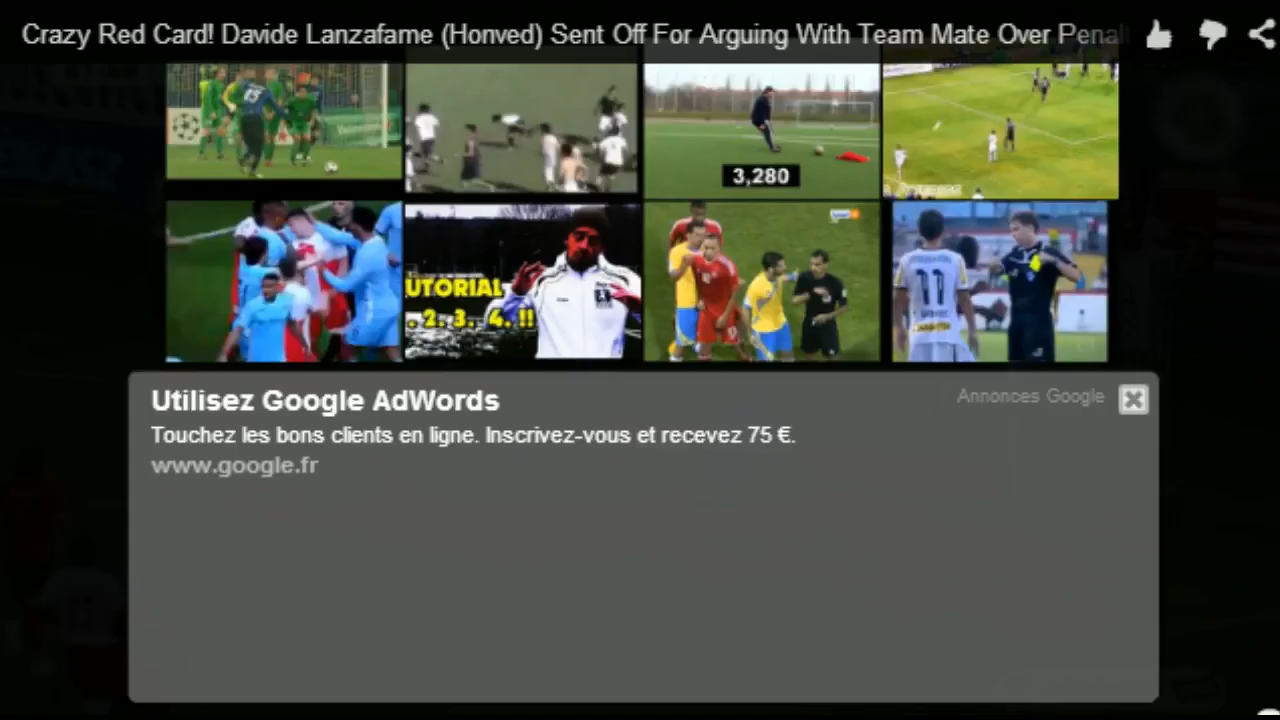 Crazy Red Card! Davide Lanzafame (Honved) Sent Off For Arguing With Team Mate Over Penal
25
3,280
UTORIAL
. 2. 3. 4. !!
11
Utilisez Google AdWords
Annonces Google
Touchez les bons clients en ligne. Inscrivez-vous et recevez 75 €.
www.google.fr